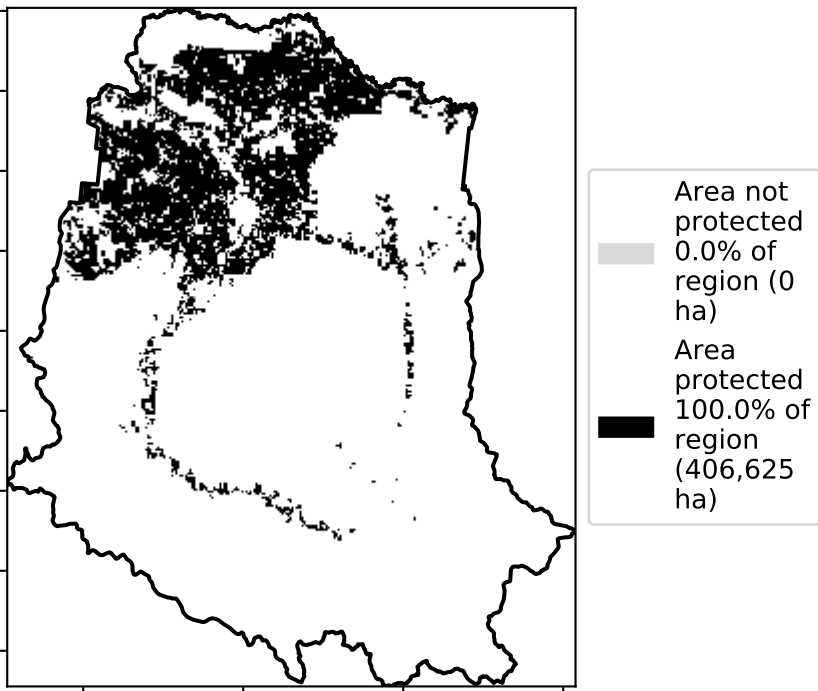 Area not
protected
0.0% of
region (0
ha)
Area
protected
100.0% of
region
(406,625
ha)